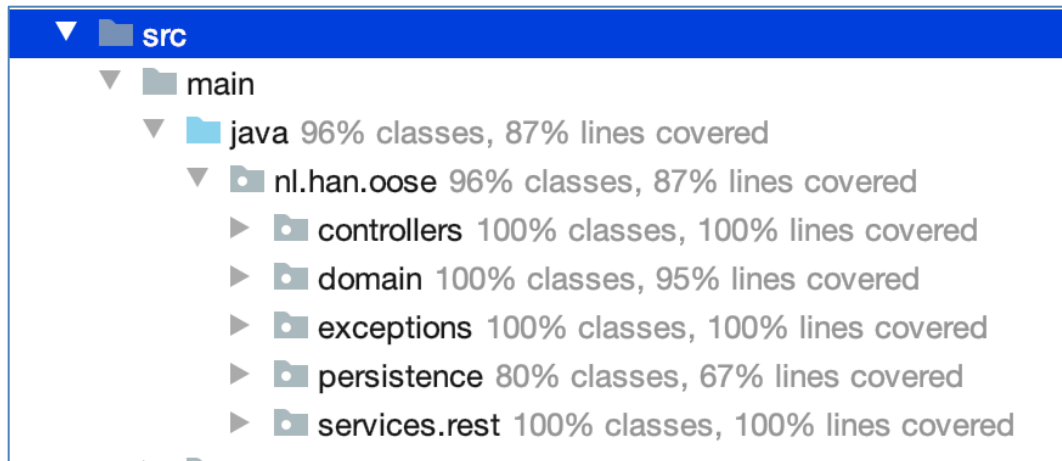 src
main
java 96% classes, 87% lines covered
nl.han.oose 96% classes, 87% lines covered
controllers 100% classes, 100% lines covered
domain 100% classes, 95% lines covered
exceptions 100% classes, 100% lines covered
persistence 80% classes, 67% lines covered
services.rest 100% classes, 100% lines covered